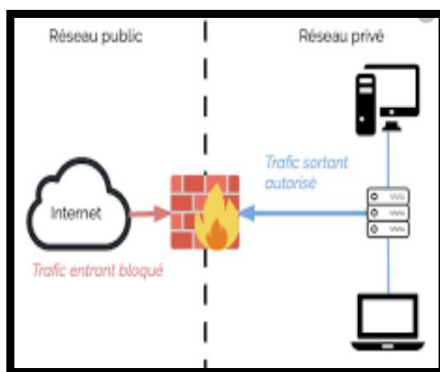 Réseau public
Réseau privé
Trafic sortant
autorisé
Internet
Trafic entrant bloqué